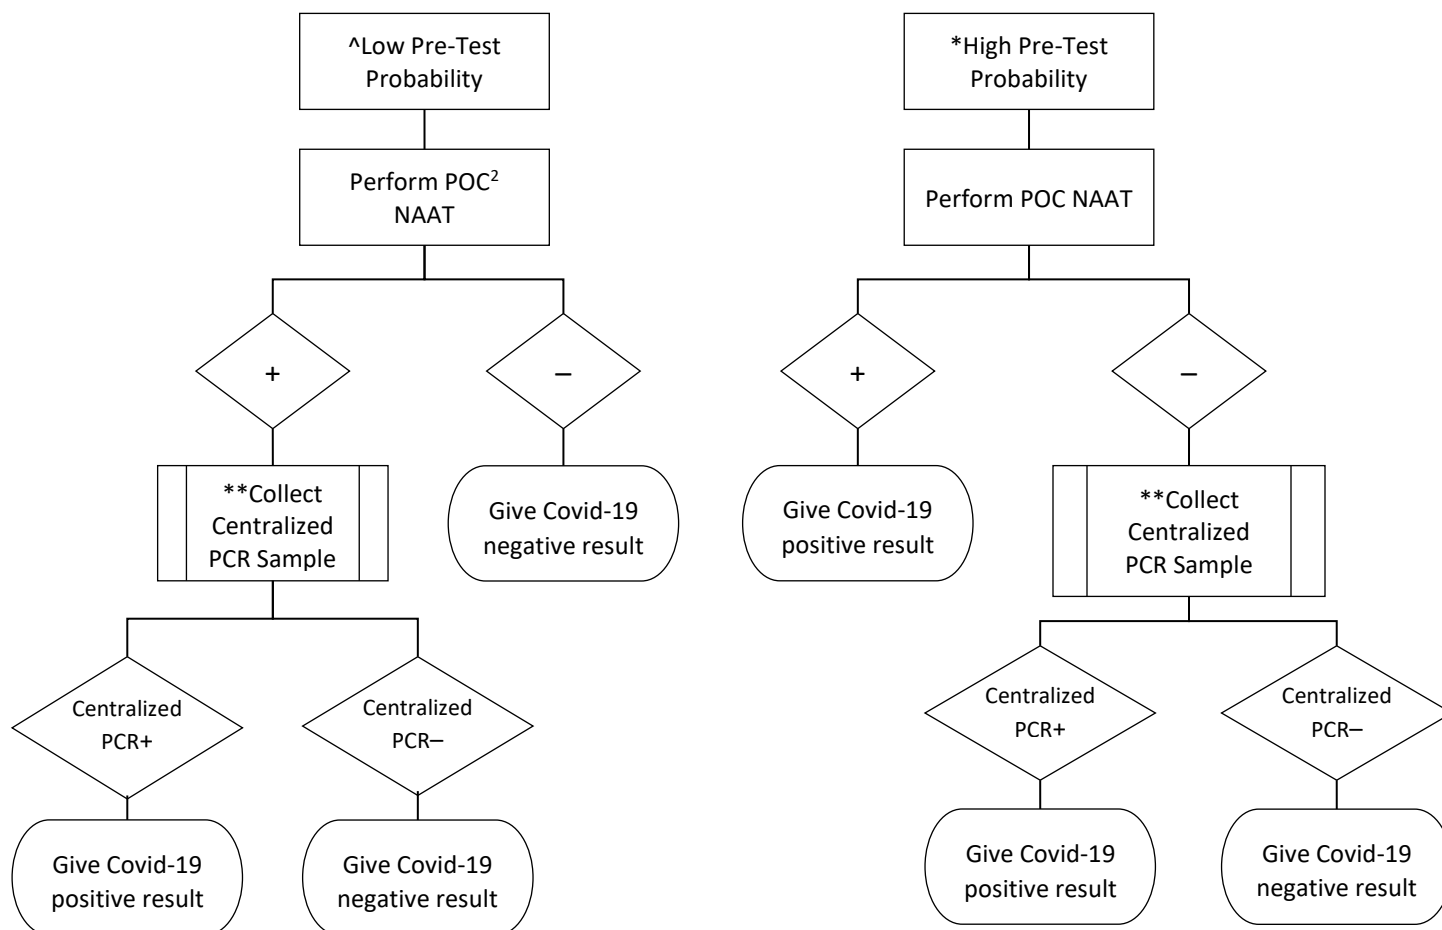 ^Low Pre-Test
Probability
*High Pre-Test
Probability
Perform POC²
NAAT
Perform POC NAAT
+
–
+
–
**Collect
Centralized
PCR Sample
Give Covid-19
negative result
Give Covid-19
positive result
**Collect
Centralized
PCR Sample
Centralized
PCR+
Centralized
PCR–
Centralized
PCR+
Centralized
PCR–
Give Covid-19
positive result
Give Covid-19
negative result
Give Covid-19
positive result
Give Covid-19
negative result